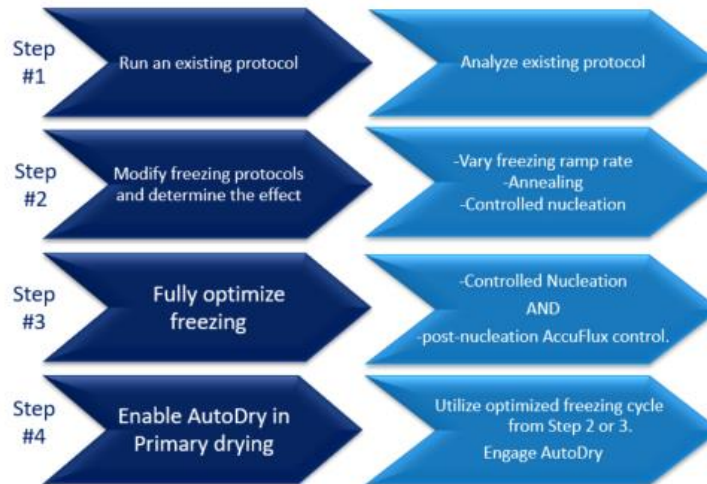 Step
#1
Run an existing protocol
Analyze existing protocol
Step
#2
Modify freezing protocols
and determine the effect
-Vary freezing ramp rate
-Annealing
-Controlled nucleation
Step
#3
Fully optimize
freezing
-Controlled Nucleation
AND
-post-nucleation AccuFlux control.
Step
#4
Enable AutoDry in
Primary drying
Utilize optimized freezing cycle
from Step 2 or 3.
Engage AutoDry